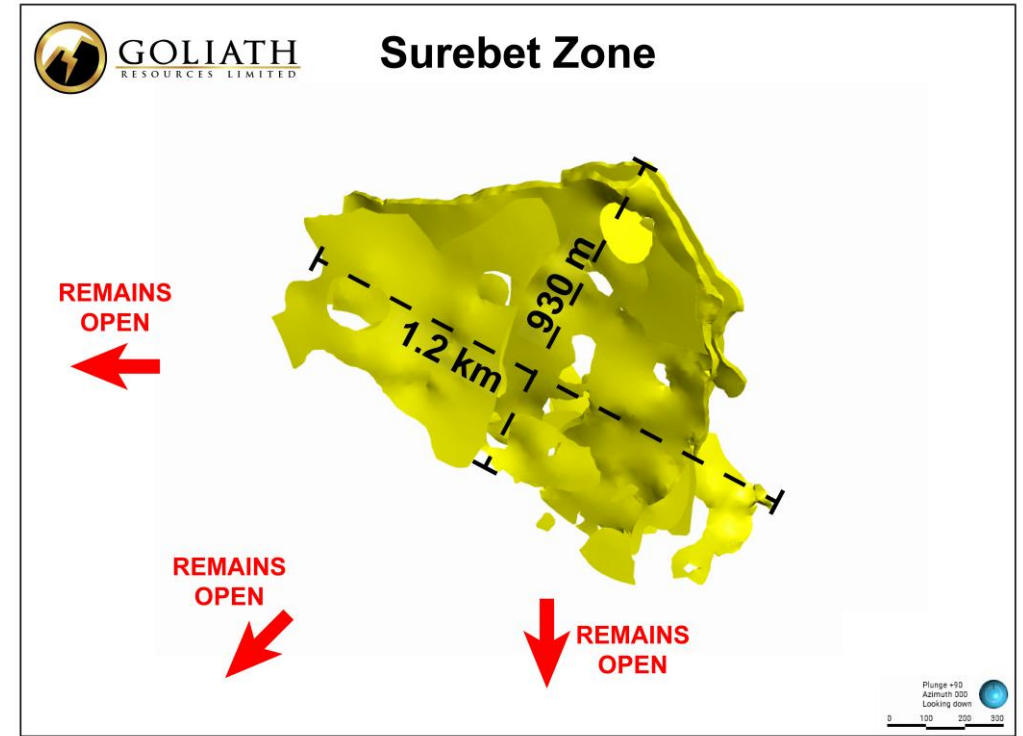 GOLIATH
RESOURCES LIMITED
Surebet Zone
930 m
1.2 km
REMAINS
OPEN
REMAINS
OPEN
REMAINS
OPEN
Plunge +90
Azimuth 000
Looking down
0 100 200 300